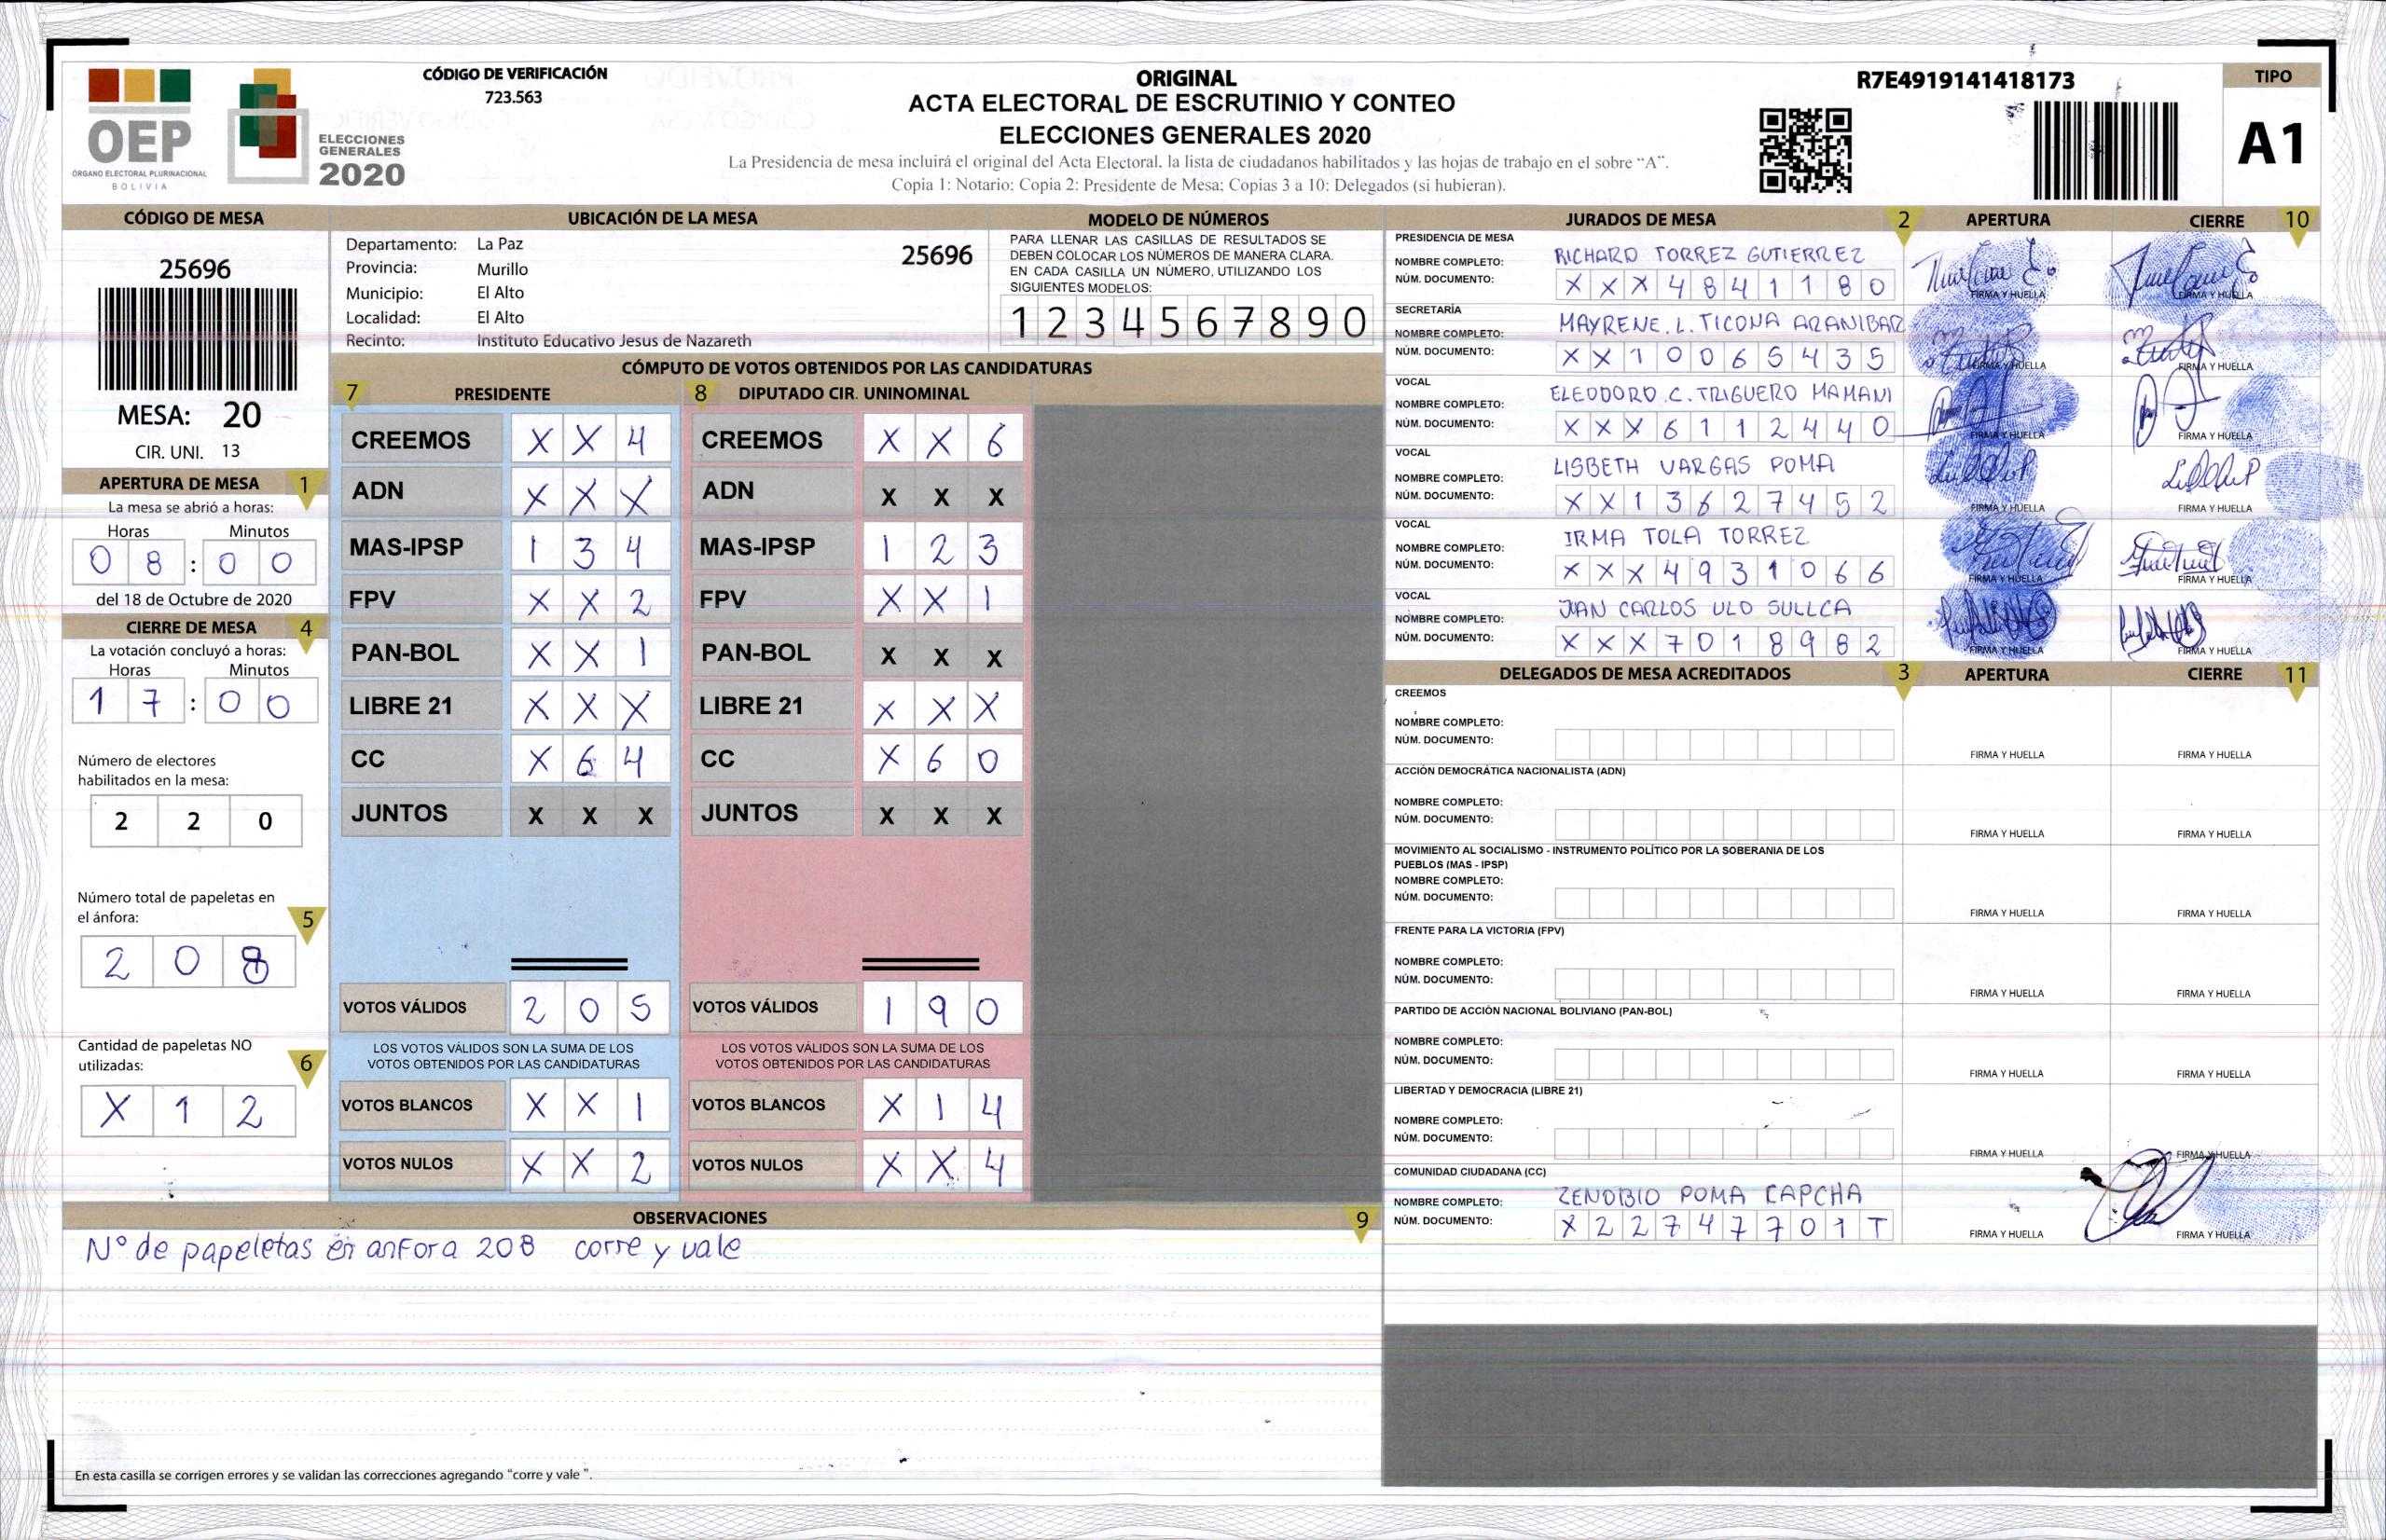 CÓDIGO DE VERIFICACIÓN
723.563
OEP
ÓRGANO ELECTORAL PLURINACIONAL
BOLIVIA
ELECCIONES
GENERALES
2020
ORIGINAL
ACTA ELECTORAL DE ESCRUTINIO Y CONTEO
ELECCIONES GENERALES 2020
La Presidencia de mesa incluirá el original del Acta Electoral, la lista de ciudadanos habilitados y las hojas de trabajo en el sobre “A”.
Copia 1: Notario; Copia 2: Presidente de Mesa; Copias 3 a 10: Delegados (si hubieran).
R7E4919141418173
TIPO
A1
CÓDIGO DE MESA
25696
MESA: 20
CIR. UNI. 13
APERTURA DE MESA 1
La mesa se abrió a horas:
Horas Minutos
0 8 : 0 0
del 18 de Octubre de 2020
CIERRE DE MESA 4
La votación concluyó a horas:
Horas Minutos
1 7 : 0 0
Número de electores
habilitados en la mesa:
2 2 0
Número total de papeletas en
el ánfora: 5
2 0 8
Cantidad de papeletas NO
utilizadas: 6
X 1 2
UBICACIÓN DE LA MESA
Departamento: La Paz 25696
Provincia: Murillo
Municipio: El Alto
Localidad: El Alto
Recinto: Instituto Educativo Jesus de Nazareth
MODELO DE NÚMEROS
PARA LLENAR LAS CASILLAS DE RESULTADOS SE
DEBEN COLOCAR LOS NÚMEROS DE MANERA CLARA.
EN CADA CASILLA UN NÚMERO, UTILIZANDO LOS
SIGUIENTES MODELOS:
1 2 3 4 5 6 7 8 9 0
CÓMPUTO DE VOTOS OBTENIDOS POR LAS CANDIDATURAS
7 PRESIDENTE
CREEMOS X X 4
ADN X X X
MAS-IPSP 1 3 4
FPV X X 2
PAN-BOL X X 1
LIBRE 21 X X X
CC X 6 4
JUNTOS X X X
VOTOS VÁLIDOS 2 0 5
LOS VOTOS VÁLIDOS SON LA SUMA DE LOS
VOTOS OBTENIDOS POR LAS CANDIDATURAS
VOTOS BLANCOS X X 1
VOTOS NULOS X X 2
8 DIPUTADO CIR. UNINOMINAL
CREEMOS X X 6
ADN X X X
MAS-IPSP 1 2 3
FPV X X 1
PAN-BOL X X X
LIBRE 21 X X X
CC X 6 0
JUNTOS X X X
VOTOS VÁLIDOS 1 9 0
LOS VOTOS VÁLIDOS SON LA SUMA DE LOS
VOTOS OBTENIDOS POR LAS CANDIDATURAS
VOTOS BLANCOS X 1 4
VOTOS NULOS X X 4
OBSERVACIONES 9
N° de papeletas en anfora 208 corre y vale
En esta casilla se corrigen errores y se validan las correcciones agregando "corre y vale ".
JURADOS DE MESA 2 APERTURA CIERRE 10
PRESIDENCIA DE MESA
NOMBRE COMPLETO: RICHARD TORREZ GUTIERREZ
NÚM. DOCUMENTO: X X X 4 8 4 1 1 8 0
FIRMA Y HUELLA FIRMA Y HUELLA
SECRETARÍA
NOMBRE COMPLETO: MAYRENE. L. TICONA ARANIBAR
NÚM. DOCUMENTO: X X 1 0 0 6 5 4 3 5
FIRMA Y HUELLA FIRMA Y HUELLA
VOCAL
NOMBRE COMPLETO: ELEODORO C. TRIGUERO MAMANI
NÚM. DOCUMENTO: X X X 6 1 1 2 4 4 0
FIRMA Y HUELLA FIRMA Y HUELLA
VOCAL
NOMBRE COMPLETO: LISBETH VARGAS POMA
NÚM. DOCUMENTO: X X 1 3 6 2 7 4 5 2
FIRMA Y HUELLA FIRMA Y HUELLA
VOCAL
NOMBRE COMPLETO: IRMA TOLA TORREZ
NÚM. DOCUMENTO: X X X 4 9 3 1 0 6 6
FIRMA Y HUELLA FIRMA Y HUELLA
VOCAL
NOMBRE COMPLETO: JUAN CARLOS ULO SULLCA
NÚM. DOCUMENTO: X X X 7 0 1 8 9 8 2
FIRMA Y HUELLA FIRMA Y HUELLA
DELEGADOS DE MESA ACREDITADOS 3 APERTURA CIERRE 11
CREEMOS
NOMBRE COMPLETO:
NÚM. DOCUMENTO:
FIRMA Y HUELLA FIRMA Y HUELLA
ACCIÓN DEMOCRÁTICA NACIONALISTA (ADN)
NOMBRE COMPLETO:
NÚM. DOCUMENTO:
FIRMA Y HUELLA FIRMA Y HUELLA
MOVIMIENTO AL SOCIALISMO - INSTRUMENTO POLÍTICO POR LA SOBERANIA DE LOS
PUEBLOS (MAS - IPSP)
NOMBRE COMPLETO:
NÚM. DOCUMENTO:
FIRMA Y HUELLA FIRMA Y HUELLA
FRENTE PARA LA VICTORIA (FPV)
NOMBRE COMPLETO:
NÚM. DOCUMENTO:
FIRMA Y HUELLA FIRMA Y HUELLA
PARTIDO DE ACCIÓN NACIONAL BOLIVIANO (PAN-BOL)
NOMBRE COMPLETO:
NÚM. DOCUMENTO:
FIRMA Y HUELLA FIRMA Y HUELLA
LIBERTAD Y DEMOCRACIA (LIBRE 21)
NOMBRE COMPLETO:
NÚM. DOCUMENTO:
FIRMA Y HUELLA FIRMA Y HUELLA
COMUNIDAD CIUDADANA (CC)
NOMBRE COMPLETO: ZENOBIO POMA CAPCHA
NÚM. DOCUMENTO: X 2 2 7 4 7 7 0 1 T
FIRMA Y HUELLA FIRMA Y HUELLA